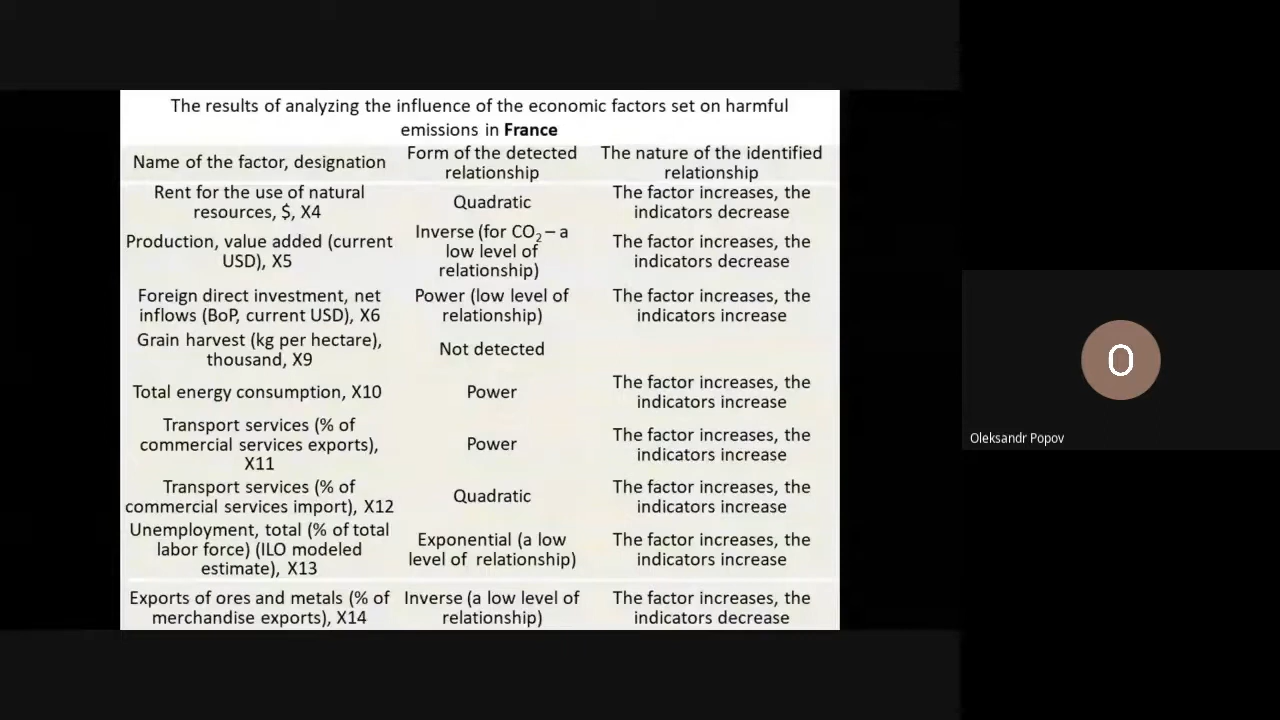 The results of analyzing the influence of the economic factors set on harmful
emissions in France
Name of the factor, designation
Form of the detected
relationship
The nature of the identified
relationship
Rent for the use of natural
resources, $, X4
Quadratic
The factor increases, the
indicators decrease
Production, value added (current
USD), X5
Inverse (for CO₂ – a
low level of
relationship)
The factor increases, the
indicators decrease
Foreign direct investment, net
inflows (BoP, current USD), X6
Power (low level of
relationship)
The factor increases, the
indicators increase
Grain harvest (kg per hectare),
thousand, X9
Not detected
Total energy consumption, X10
Power
The factor increases, the
indicators increase
Transport services (% of
commercial services exports),
X11
Power
The factor increases, the
indicators increase
Transport services (% of
commercial services import), X12
Quadratic
The factor increases, the
indicators increase
Unemployment, total (% of total
labor force) (ILO modeled
estimate), X13
Exponential (a low
level of relationship)
The factor increases, the
indicators increase
Exports of ores and metals (% of
merchandise exports), X14
Inverse (a low level of
relationship)
The factor increases, the
indicators decrease
O
Oleksandr Popov